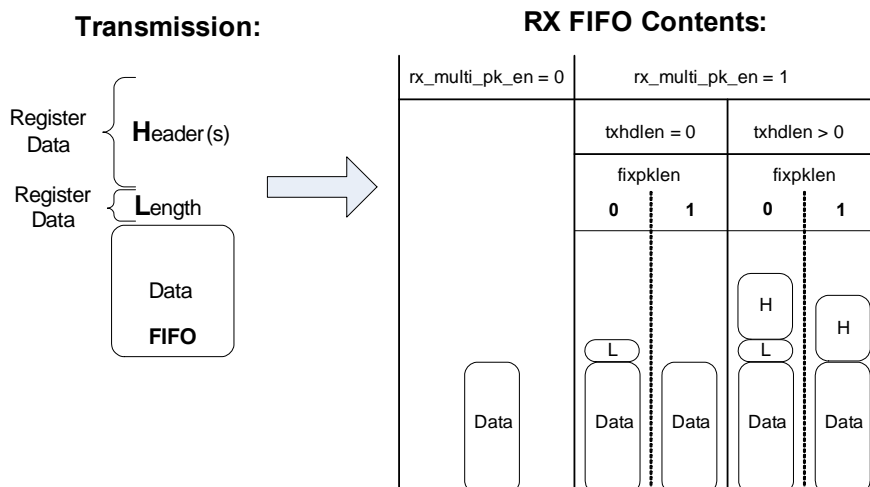 Transmission:
RX FIFO Contents:
rx_multi_pk_en = 0
rx_multi_pk_en = 1
Register
Data
Header(s)
txhdlen = 0
txhdlen > 0
Register
Data
Length
fixpklen
fixpklen
0
1
0
1
Data
FIFO
H
H
L
L
Data
Data
Data
Data
Data